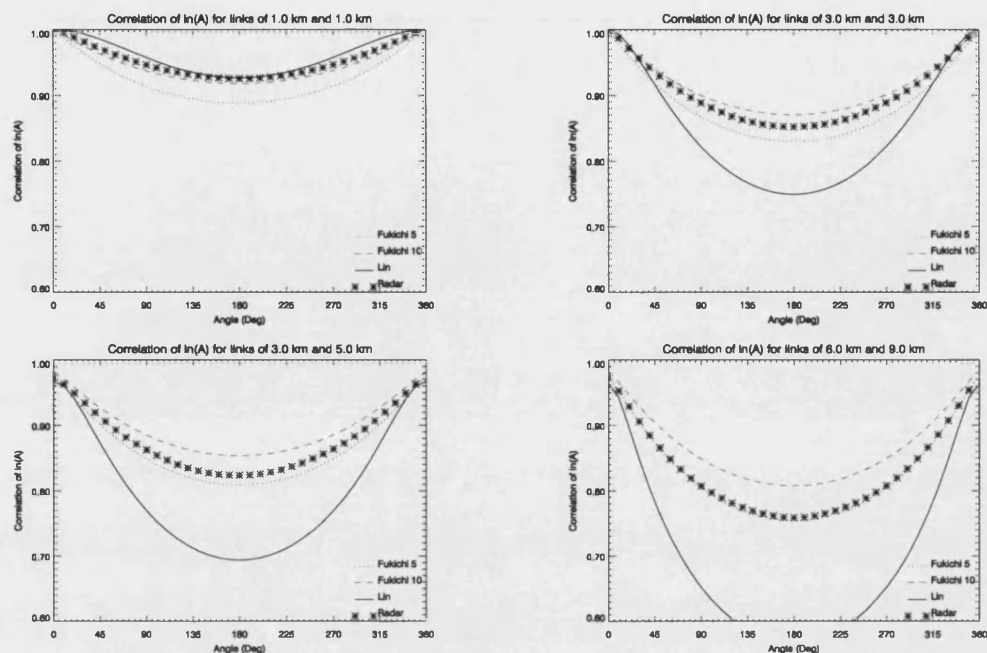 Correlation of ln(A) for links of 1.0 km and 1.0 km
1.00
0.90
0.80
0.70
0.60
Correlation of ln(A)
0 45 90 135 180 225 270 315 360
Angle (Deg)
Fukichi 5
Fukichi 10
Lin
Radar
Correlation of ln(A) for links of 3.0 km and 3.0 km
1.00
0.90
0.80
0.70
0.60
Correlation of ln(A)
0 45 90 135 180 225 270 315 360
Angle (Deg)
Fukichi 5
Fukichi 10
Lin
Radar
Correlation of ln(A) for links of 3.0 km and 5.0 km
1.00
0.90
0.80
0.70
0.60
Correlation of ln(A)
0 45 90 135 180 225 270 315 360
Angle (Deg)
Fukichi 5
Fukichi 10
Lin
Radar
Correlation of ln(A) for links of 6.0 km and 9.0 km
1.00
0.90
0.80
0.70
0.60
Correlation of ln(A)
0 45 90 135 180 225 270 315 360
Angle (Deg)
Fukichi 5
Fukichi 10
Lin
Radar